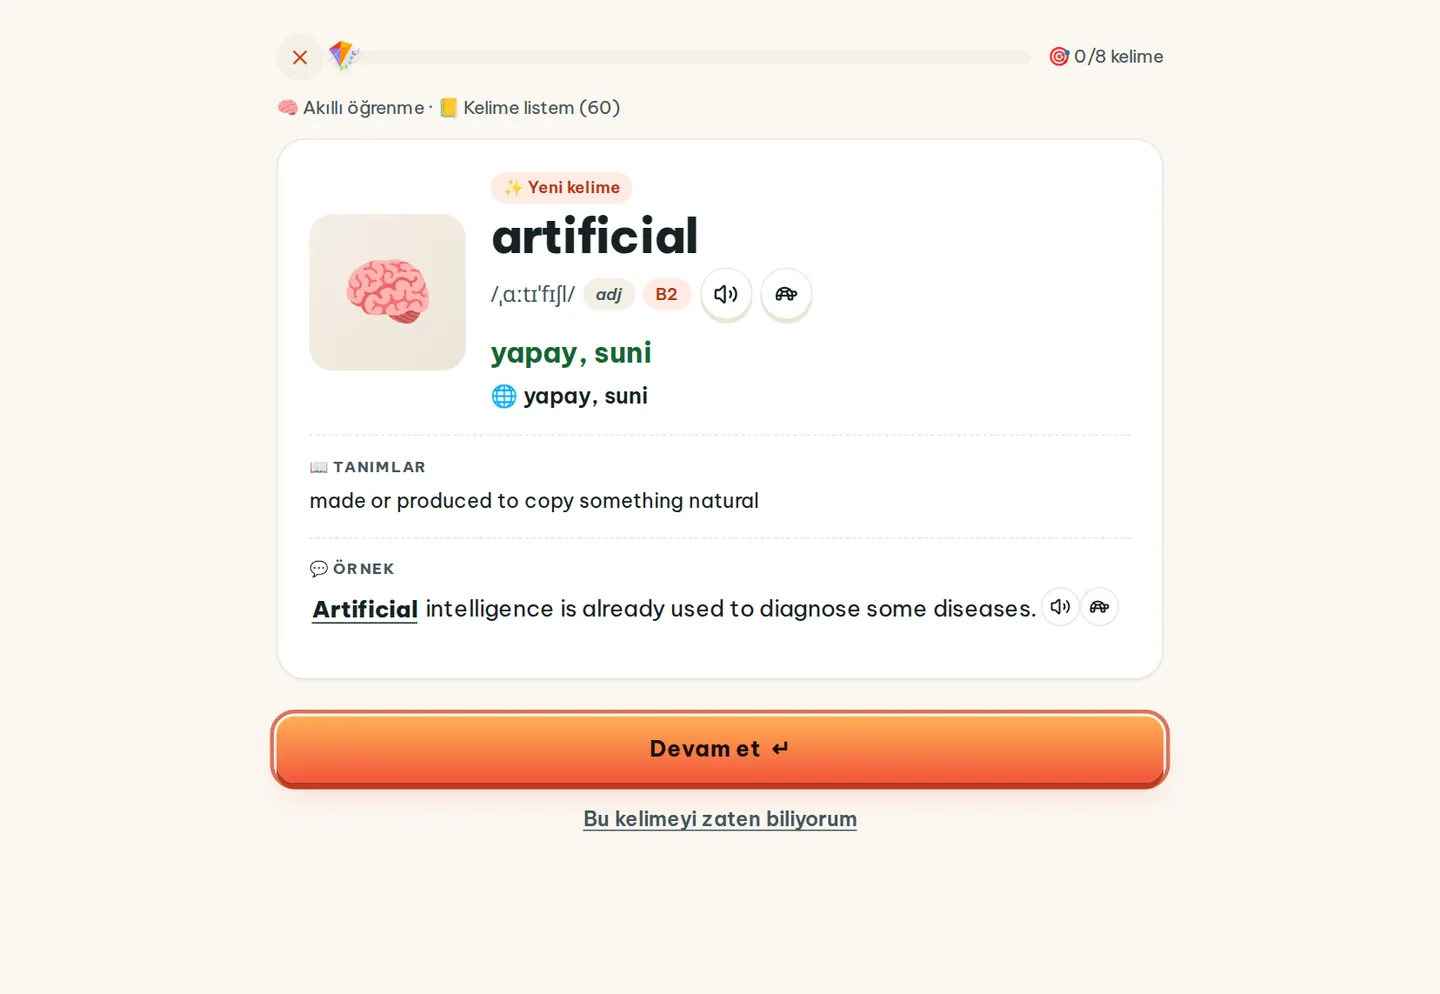 0/8 kelime
Akıllı öğrenme · Kelime listem (60)
Yeni kelime
artificial
/ˌɑːtɪˈfɪʃl/ adj B2
yapay, suni
yapay, suni
TANIMLAR
made or produced to copy something natural
ÖRNEK
Artificial intelligence is already used to diagnose some diseases.
Devam et ↵
Bu kelimeyi zaten biliyorum